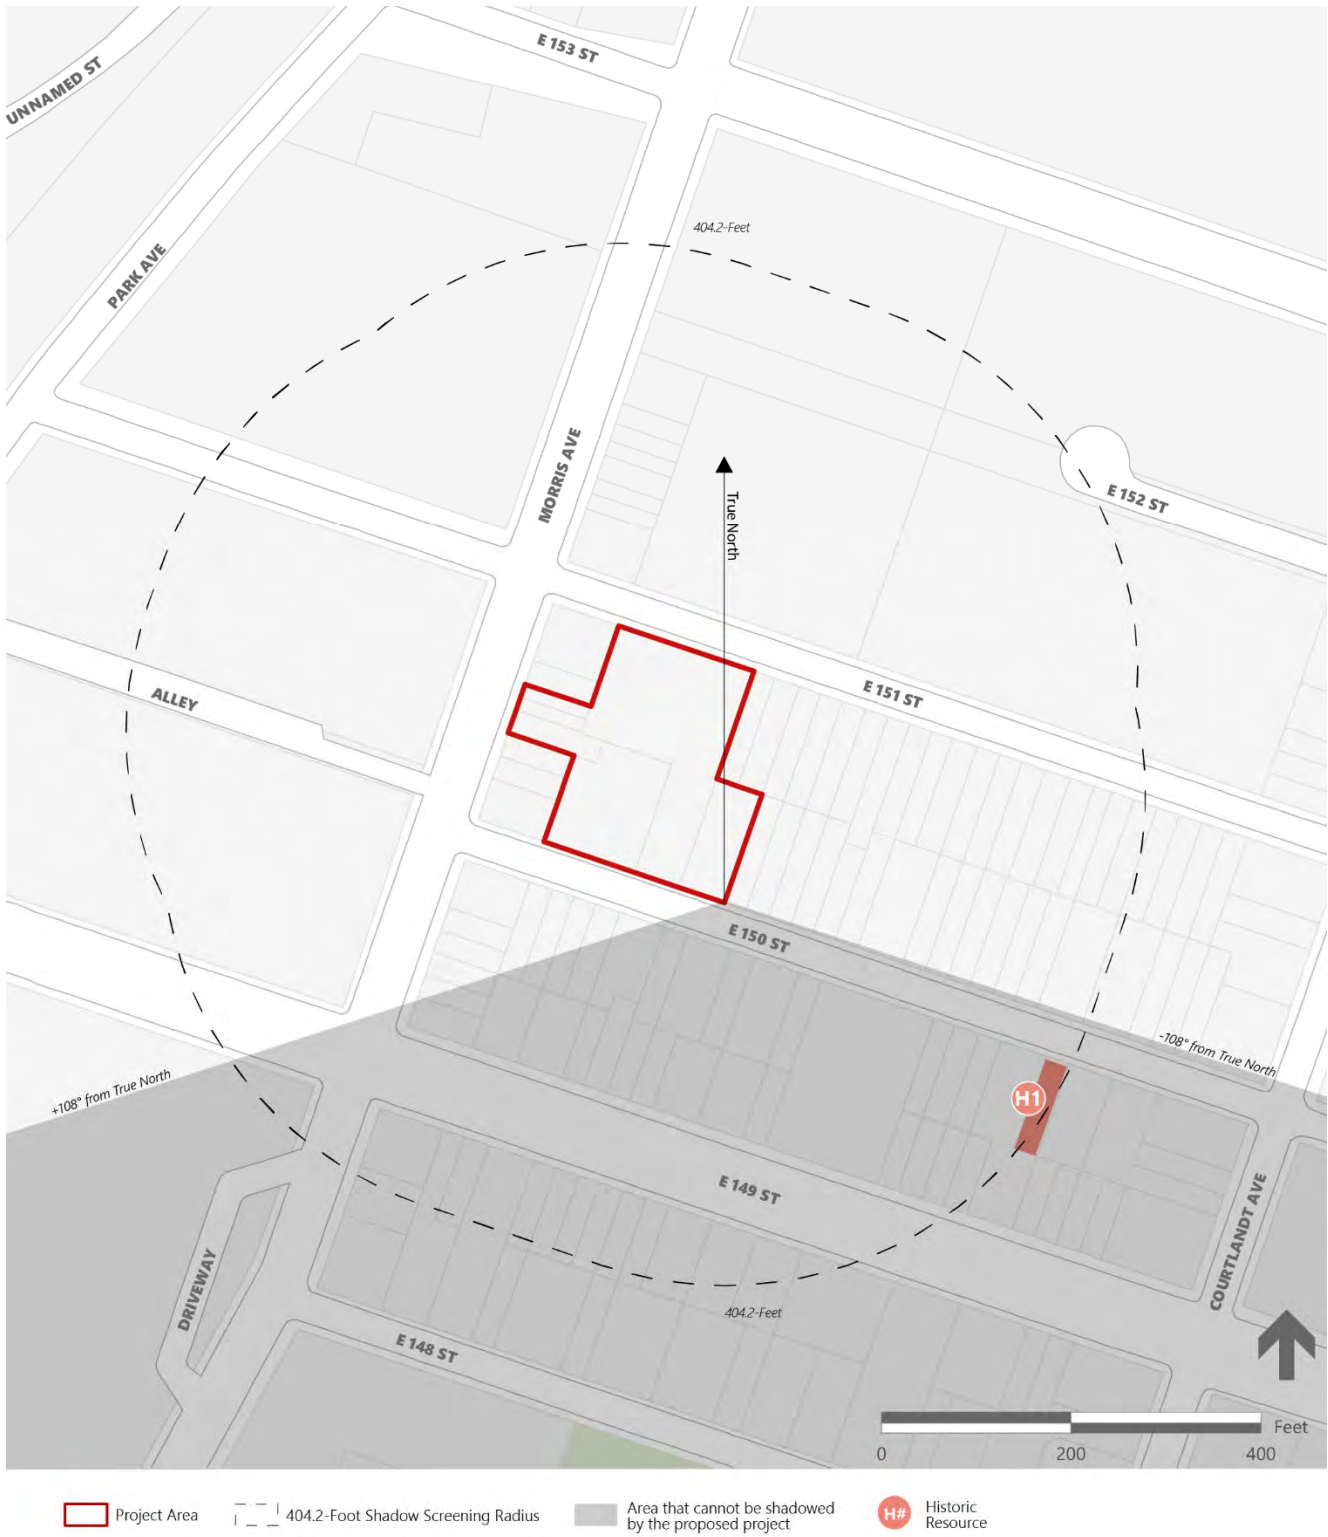 E 153 ST
UNNAMED ST
404.2-Feet
PARK AVE
MORRIS AVE
E 152 ST
True North
E 151 ST
ALLEY
E 150 ST
-108° from True North
+108° from True North
H1
E 149 ST
COURTLANDT AVE
DRIVEWAY
404.2-Feet
E 148 ST
Feet
0 200 400
Project Area
404.2-Foot Shadow Screening Radius
Area that cannot be shadowed
by the proposed project
H#
Historic
Resource